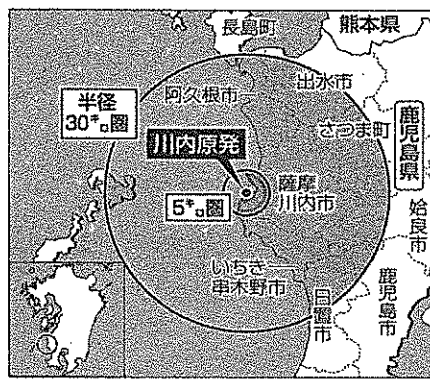 長島町
熊本県
阿久根市
出水市
半径
30㌔圏
さつま町
川内原発
鹿児島県
5㌔圏
薩摩
川内市
姶良市
いちき
串木野市
日置市
鹿児島市